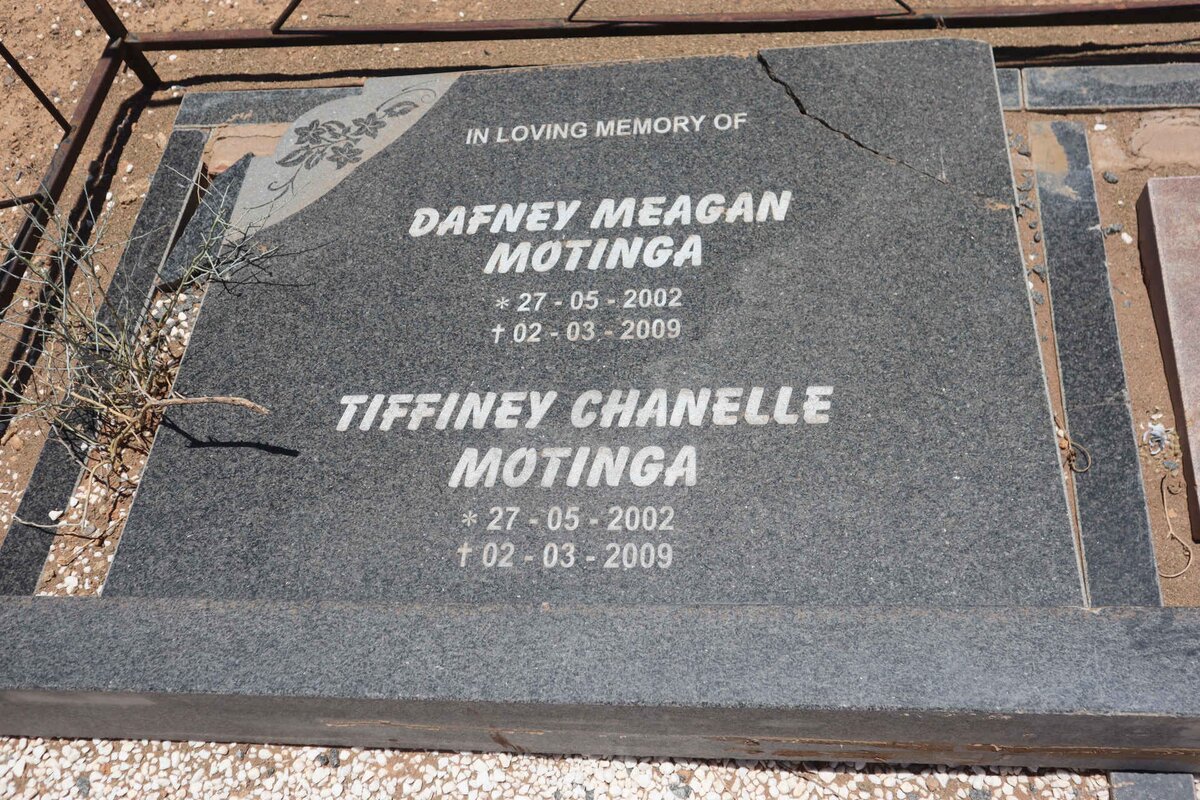 IN LOVING MEMORY OF
DAFNEY MEAGAN
MOTINGA
* 27 - 05 - 2002
† 02 - 03 - 2009
TIFFINEY CHANELLE
MOTINGA
* 27 - 05 - 2002
† 02 - 03 - 2009